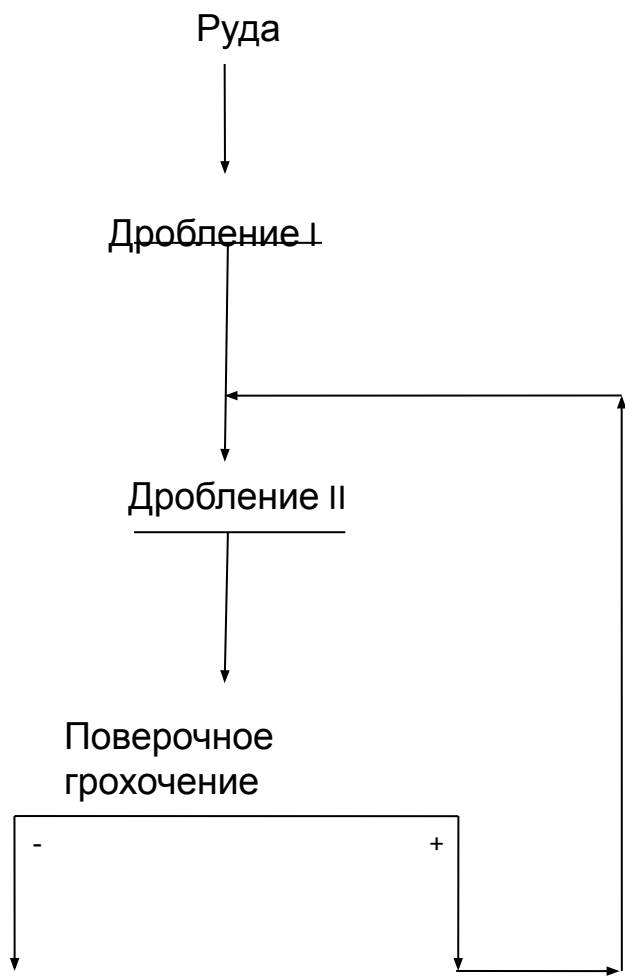 Руда
Дробление I
Дробление II
Поверочное
грохочение
- +